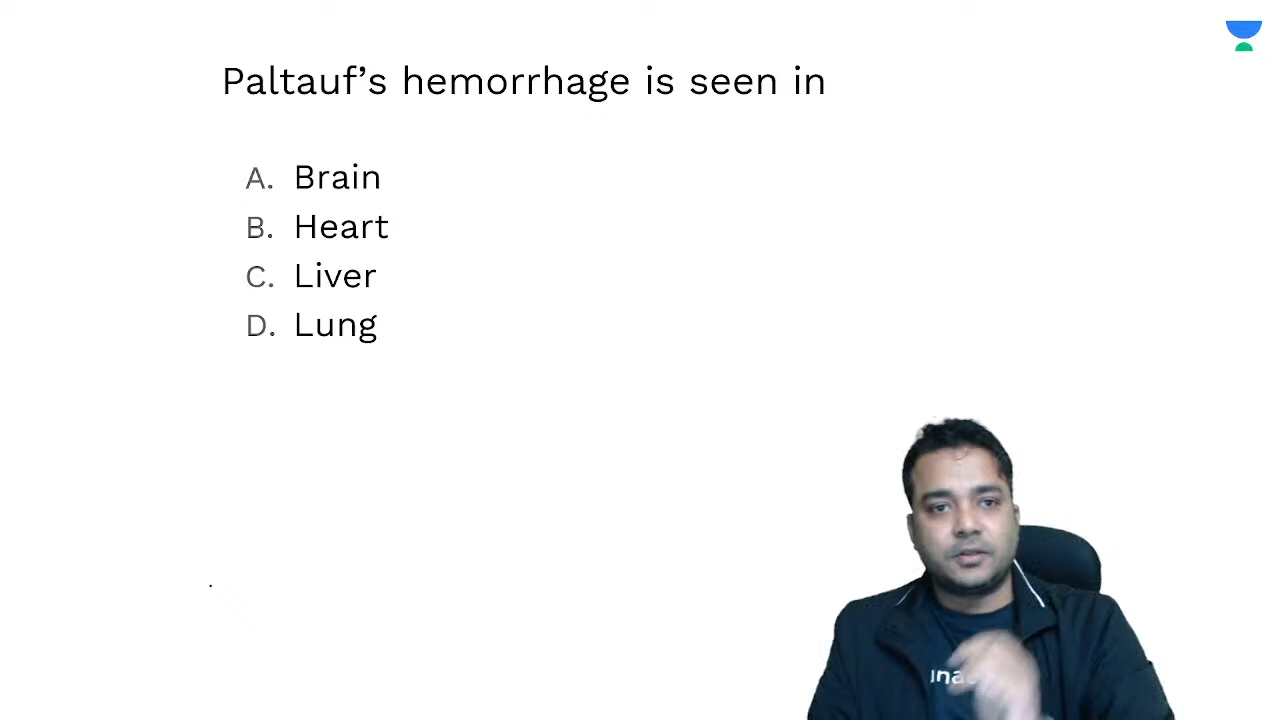 Paltauf’s hemorrhage is seen in
A. Brain
B. Heart
C. Liver
D. Lung